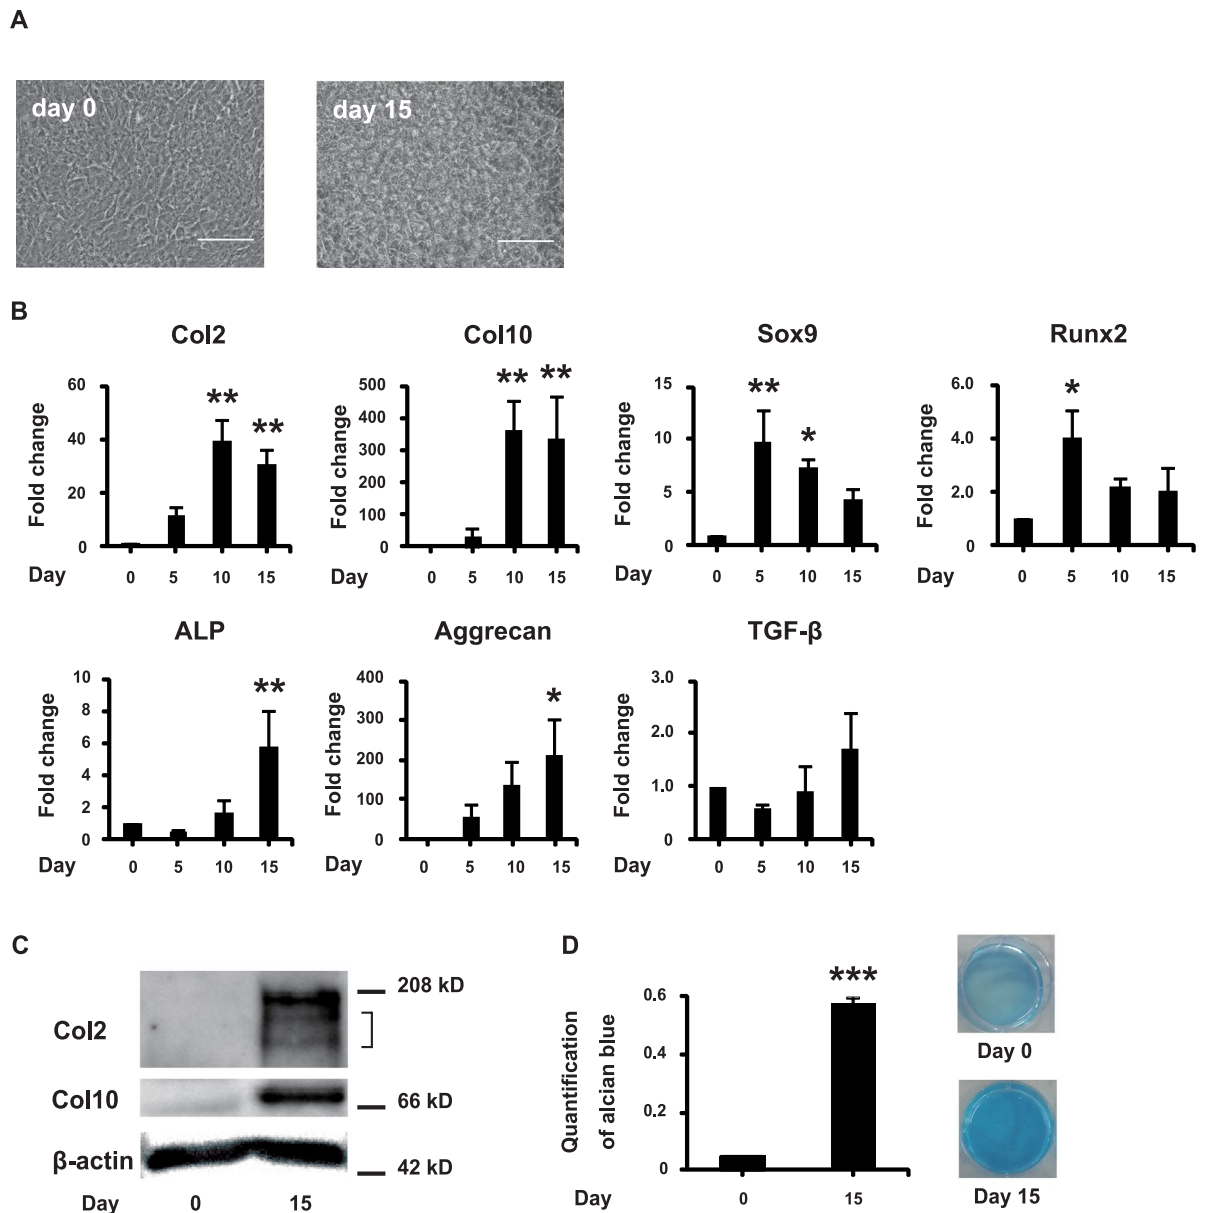 A
day 0
day 15
B
Col2
Fold change
60
40
20
0
Day
0 5 10 15
**
**
Col10
Fold change
500
400
300
200
100
0
Day
0 5 10 15
**
**
Sox9
Fold change
15
10
5
0
Day
0 5 10 15
**
*
Runx2
Fold change
6.0
4.0
2.0
0
Day
0 5 10 15
*
ALP
Fold change
10
8
6
4
2
0
Day
0 5 10 15
**
Aggrecan
Fold change
400
300
200
100
0
Day
0 5 10 15
*
TGF-β
Fold change
3.0
2.0
1.0
0
Day
0 5 10 15
C
Col2
208 kD
Col10
66 kD
β-actin
42 kD
Day 0 15
D
Quantification
of alcian blue
0.6
0.4
0.2
0
Day
0 15
***
Day 0
Day 15